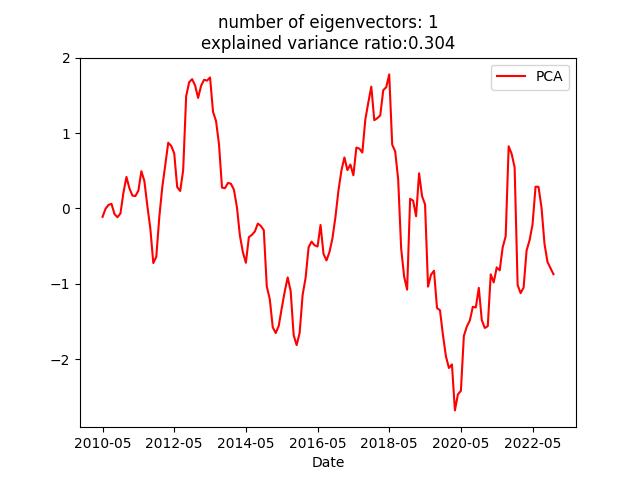 number of eigenvectors: 1
explained variance ratio:0.304
PCA
2
1
0
−1
−2
2010-05 2012-05 2014-05 2016-05 2018-05 2020-05 2022-05
Date